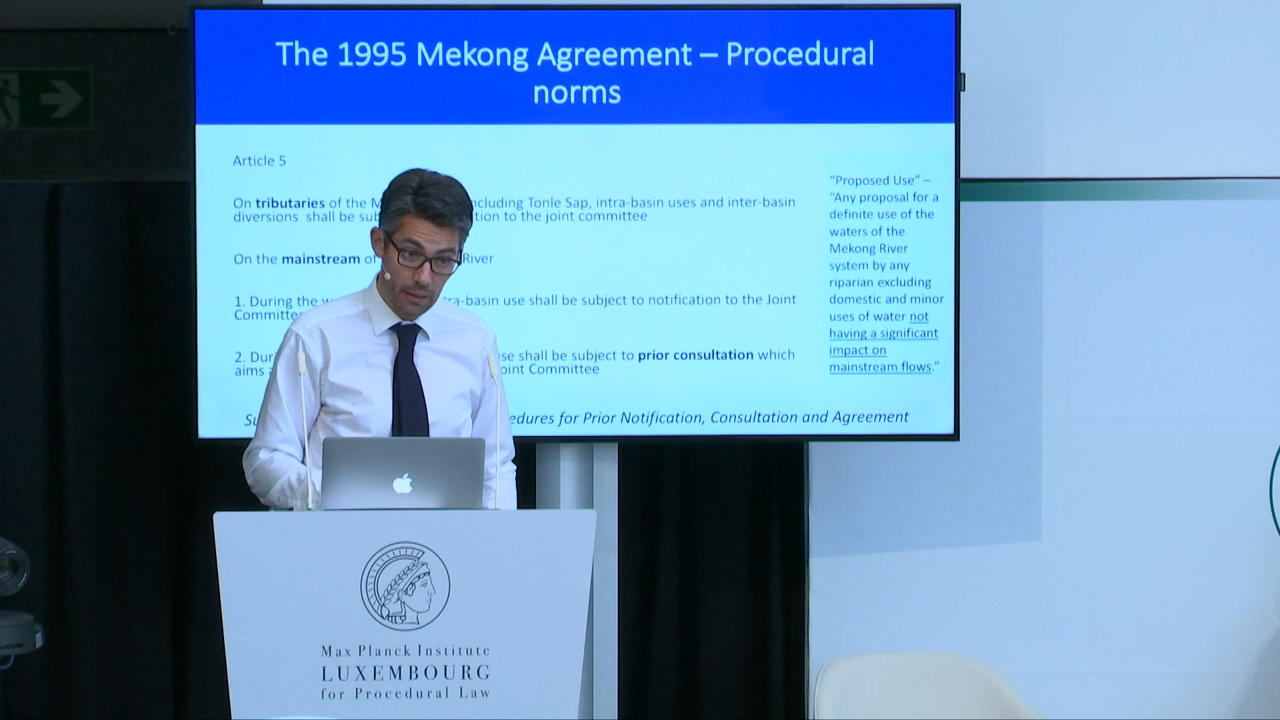 The 1995 Mekong Agreement – Procedural
norms
Article 5
On tributaries of the M ncluding Tonle Sap, intra-basin uses and inter-basin
diversions shall be sub tion to the joint committee
On the mainstream of River
1. During the w ra-basin use shall be subject to notification to the Joint
Committee
2. Duri se shall be subject to prior consultation which
aims oint Committee
Su edures for Prior Notification, Consultation and Agreement
“Proposed Use” –
“Any proposal for a
definite use of the
waters of the
Mekong River
system by any
riparian excluding
domestic and minor
uses of water not
having a significant
impact on
mainstream flows.”
Max Planck Institute
LUXEMBOURG
for Procedural Law